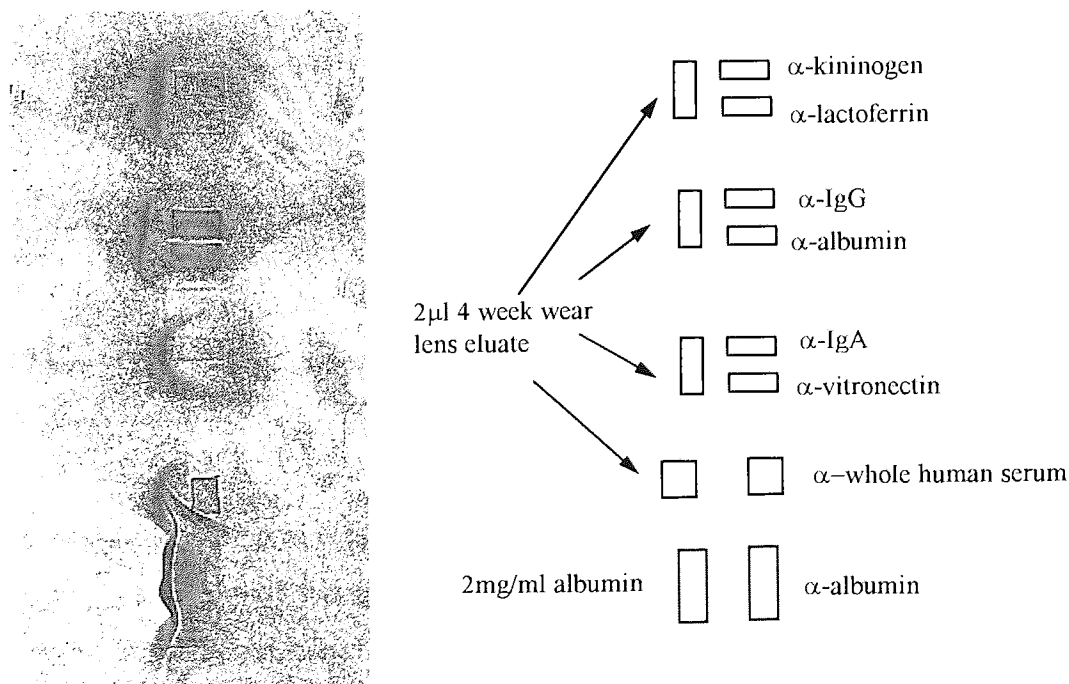 α-kininogen
α-lactoferrin
α-IgG
α-albumin
2µl 4 week wear
lens eluate
α-IgA
α-vitronectin
α–whole human serum
2mg/ml albumin
α-albumin